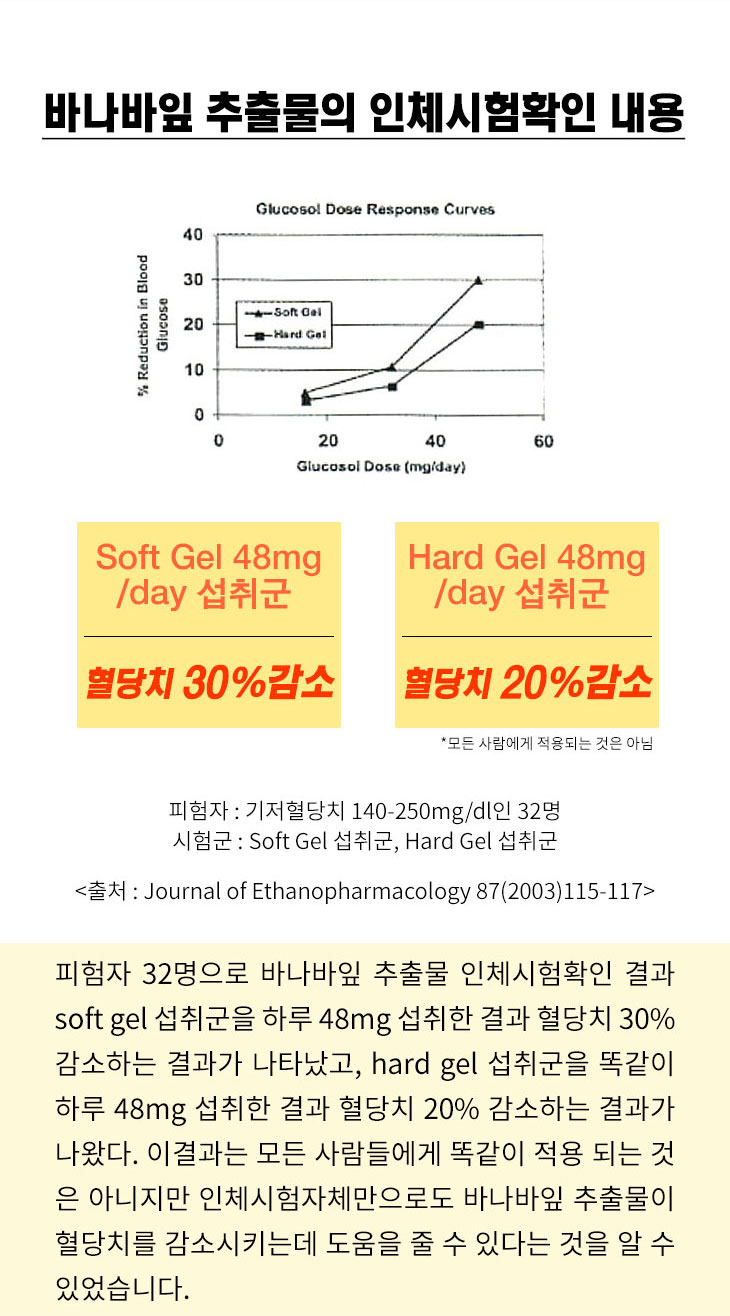 바나바잎 추출물의 인체시험확인 내용
Glucosol Dose Response Curves
% Reduction in Blood
Glucose
40
30
20
10
0
Soft Gel
Hard Gel
0 20 40 60
Glucosol Dose (mg/day)
Soft Gel 48mg
/day 섭취군
혈당치 30%감소
Hard Gel 48mg
/day 섭취군
혈당치 20%감소
*모든 사람에게 적용되는 것은 아님
피험자 : 기저혈당치 140-250mg/dl인 32명
시험군 : Soft Gel 섭취군, Hard Gel 섭취군
<출처 : Journal of Ethanopharmacology 87(2003)115-117>
피험자 32명으로 바나바잎 추출물 인체시험확인 결과
soft gel 섭취군을 하루 48mg 섭취한 결과 혈당치 30%
감소하는 결과가 나타났고, hard gel 섭취군을 똑같이
하루 48mg 섭취한 결과 혈당치 20% 감소하는 결과가
나왔다. 이결과는 모든 사람들에게 똑같이 적용 되는 것
은 아니지만 인체시험자체만으로도 바나바잎 추출물이
혈당치를 감소시키는데 도움을 줄 수 있다는 것을 알 수
있었습니다.